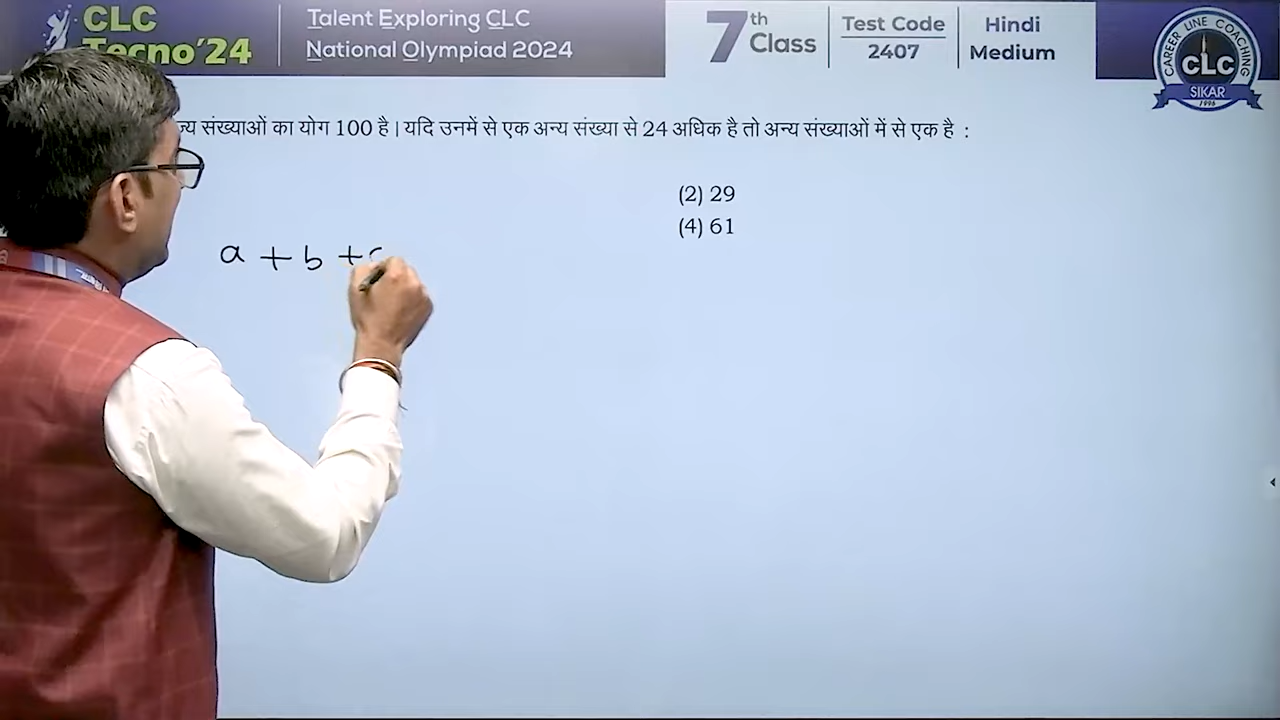 CLC
Tecno'24
Talent Exploring CLC
National Olympiad 2024
7th Class
Test Code
2407
Hindi
Medium
CAREER LINE COACHING
CLC
SIKAR
1996
संख्याओं का योग 100 है। यदि उनमें से एक अन्य संख्या से 24 अधिक है तो अन्य संख्याओं में से एक है :
(2) 29
(4) 61
a + b +